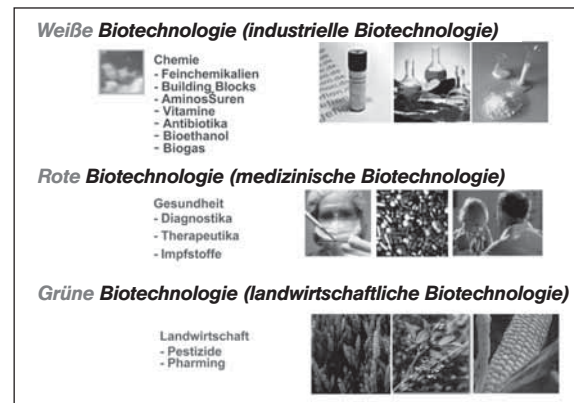 Weiße Biotechnologie (industrielle Biotechnologie)
Chemie
- Feinchemikalien
- Building Blocks
- AminosSuren
- Vitamine
- Antibiotika
- Bioethanol
- Biogas
Rote Biotechnologie (medizinische Biotechnologie)
Gesundheit
- Diagnostika
- Therapeutika
- Impfstoffe
Grüne Biotechnologie (landwirtschaftliche Biotechnologie)
Landwirtschaft
- Pestizide
- Pharming